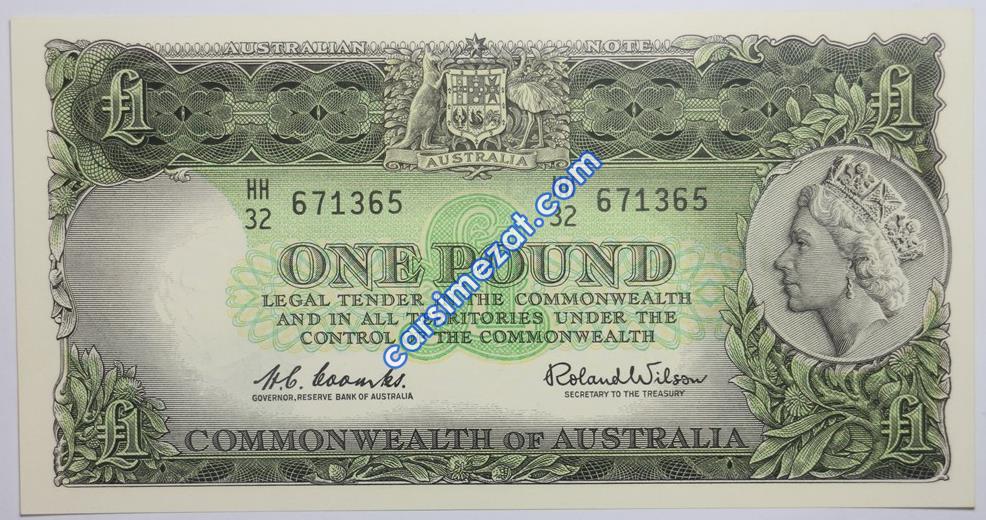 AUSTRALIAN NOTE
£1 £1
AUSTRALIA
HH
32 671365
32 671365
ONE POUND
LEGAL TENDER THE COMMONWEALTH
AND IN ALL TERRITORIES UNDER THE
CONTROL THE COMMONWEALTH
H.C. Coombs. Roland Wilson
GOVERNOR, RESERVE BANK OF AUSTRALIA SECRETARY TO THE TREASURY
£1 £1
COMMONWEALTH OF AUSTRALIA
carsimezat.com